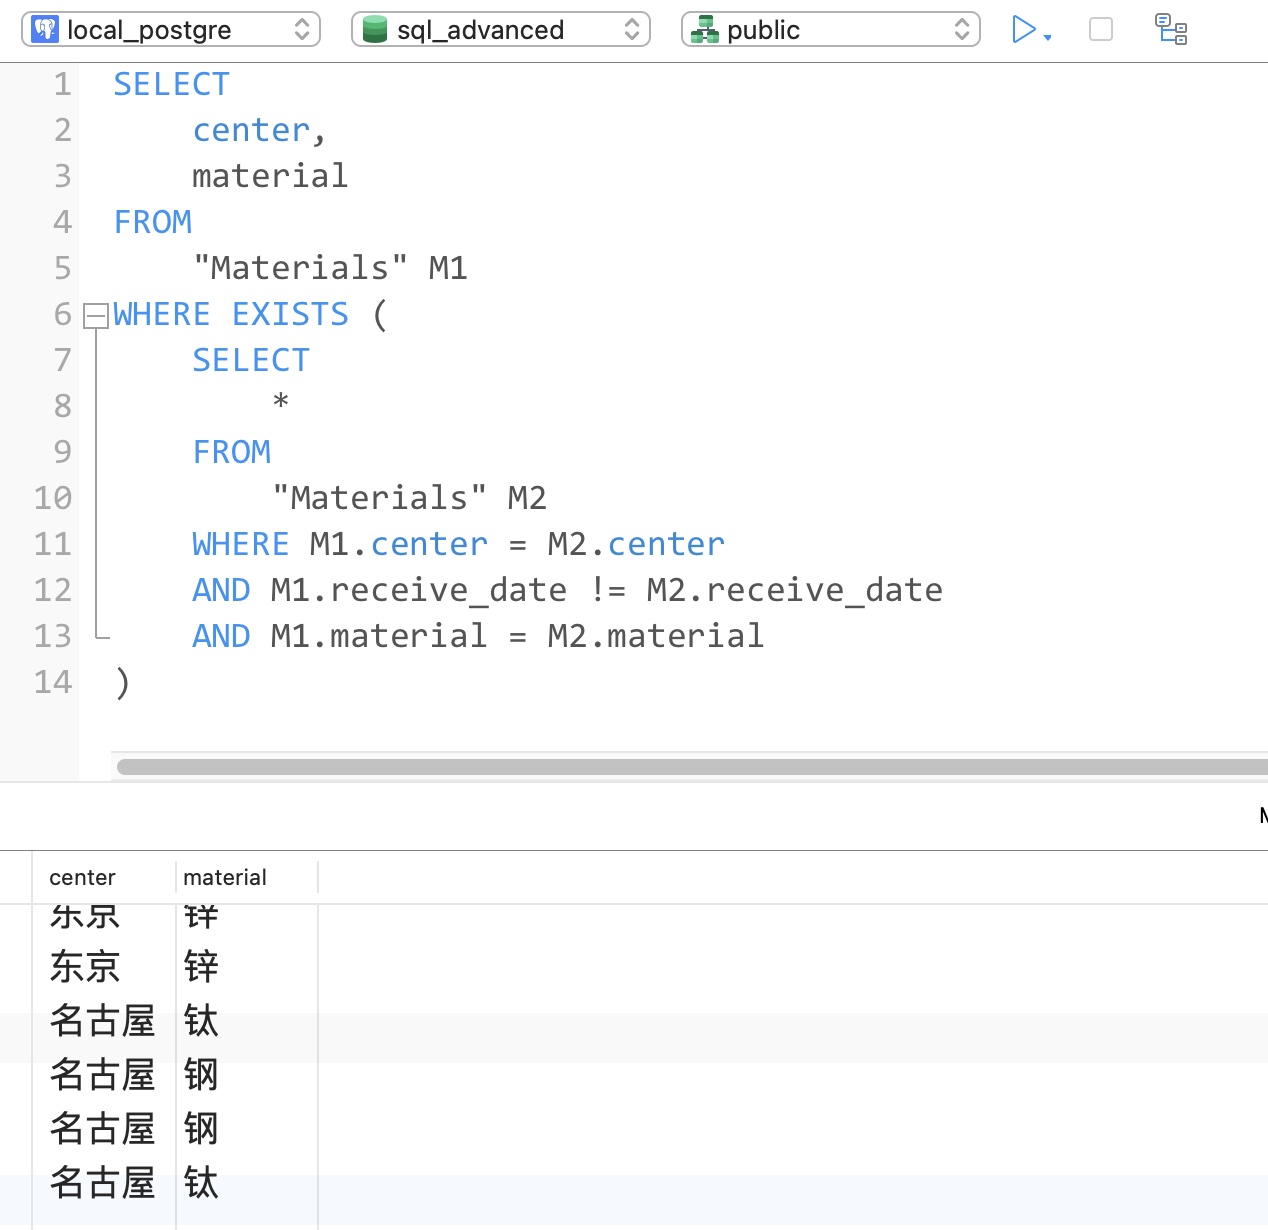 local_postgre sql_advanced public
1 SELECT
2 center,
3 material
4 FROM
5 "Materials" M1
6 WHERE EXISTS (
7 SELECT
8 *
9 FROM
10 "Materials" M2
11 WHERE M1.center = M2.center
12 AND M1.receive_date != M2.receive_date
13 AND M1.material = M2.material
14 )
center material
东京 锌
东京 锌
名古屋 钛
名古屋 钢
名古屋 钢
名古屋 钛